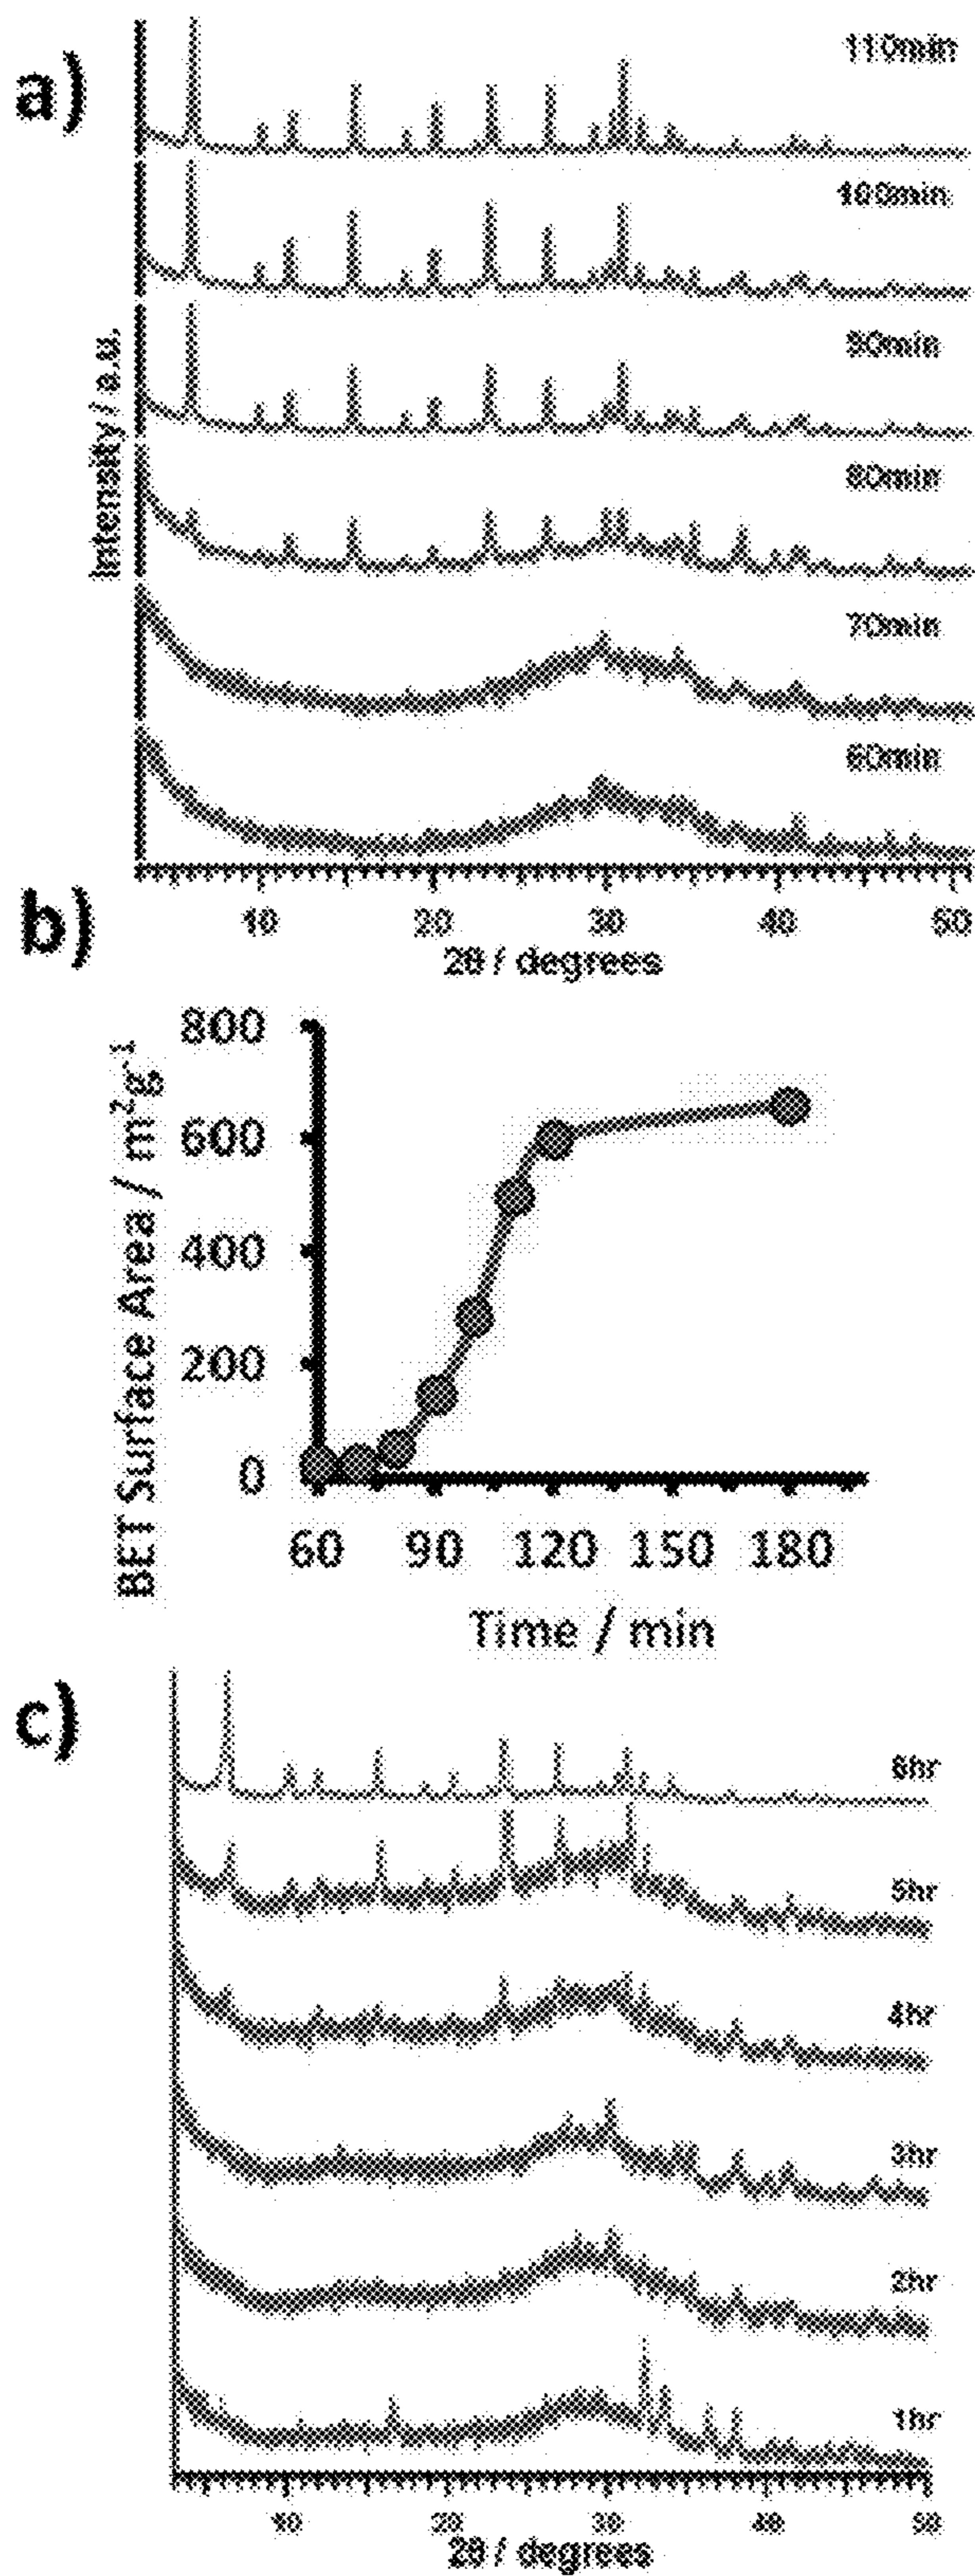 a)
110min
100min
90min
80min
70min
60min
Intensity / a.u.
10 20 30 40 50
2θ / degrees
b)
800
600
400
200
0
BET Surface Area / m²g⁻¹
60 90 120 150 180
Time / min
c)
6hr
5hr
4hr
3hr
2hr
1hr
10 20 30 40 50
2θ / degrees